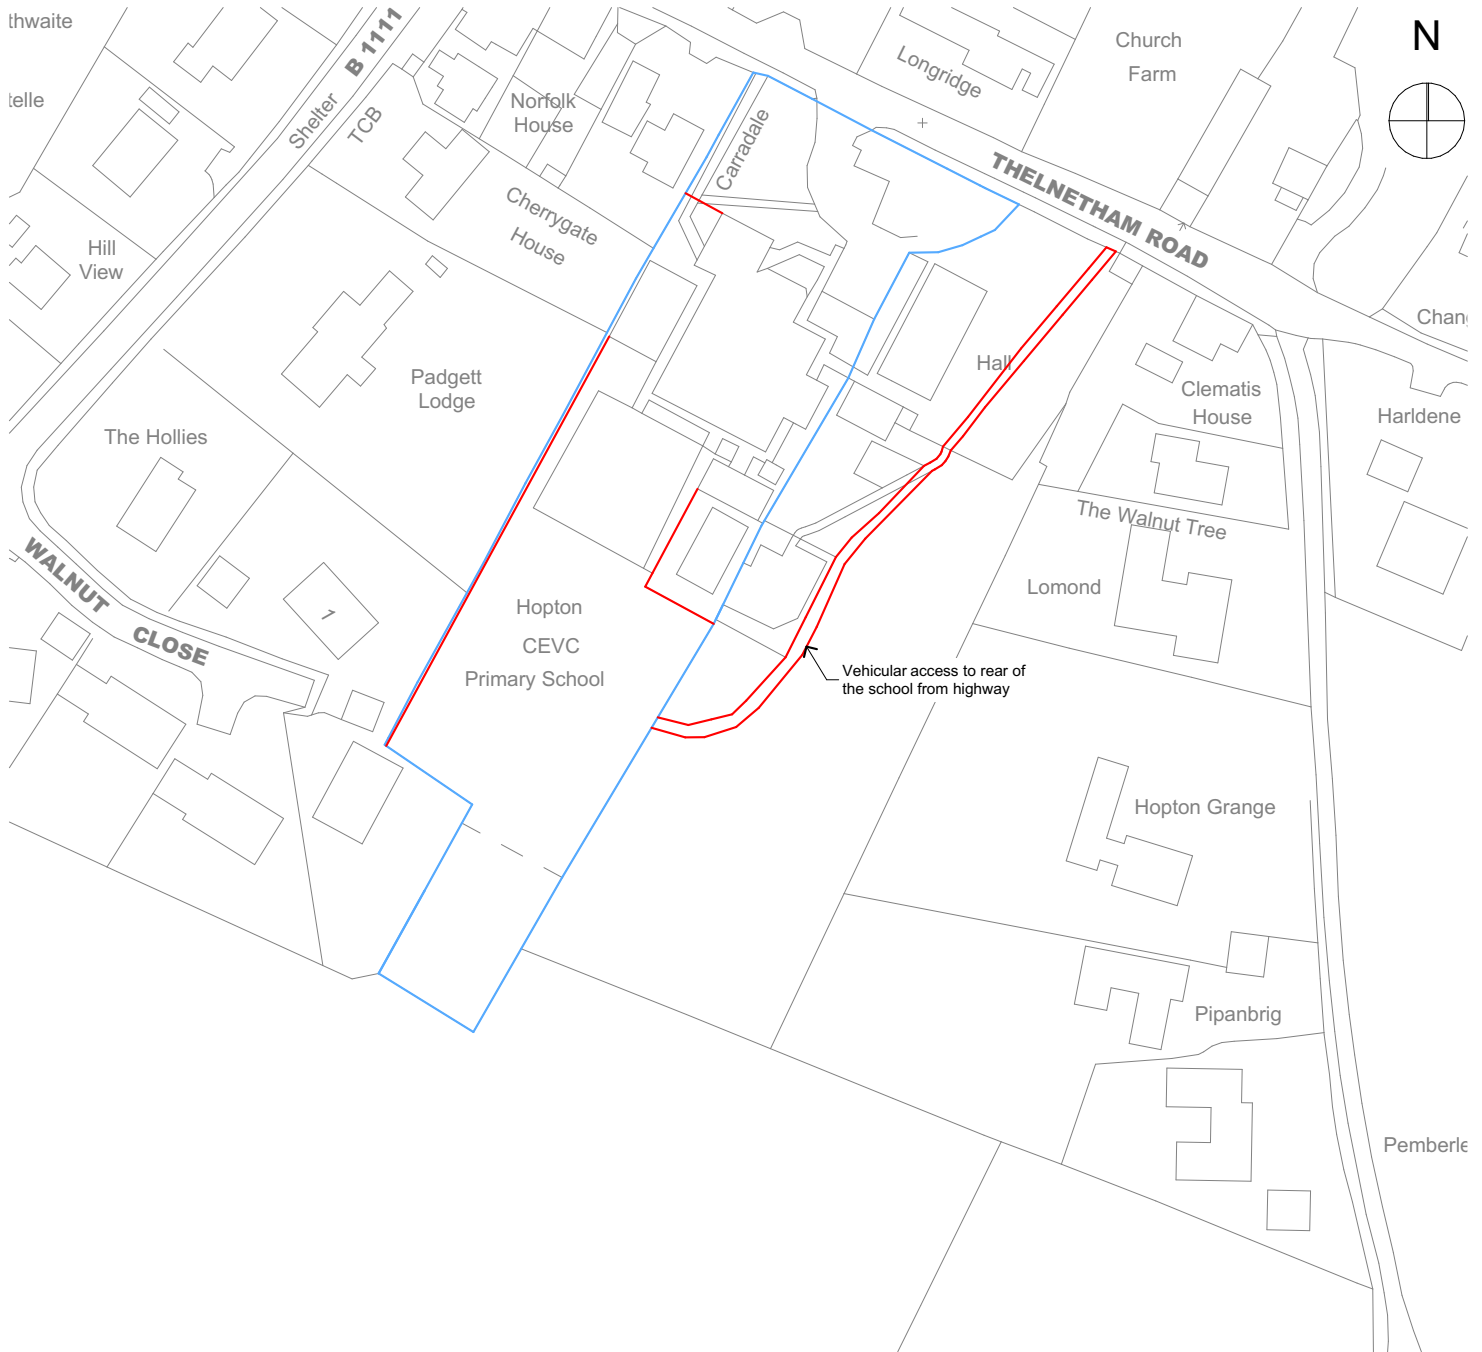 thwaite
B 1111
N
Church
Farm
Longridge
telle
Shelter
TCB
Norfolk
House
Carradale
THELNETHAM ROAD
Cherrygate
House
Hill
View
Chang
Hall
Padgett
Lodge
Clematis
House
Harldene
The Hollies
The Walnut Tree
WALNUT
CLOSE
1
Lomond
Hopton
CEVC
Primary School
Vehicular access to rear of
the school from highway
Hopton Grange
Pipanbrig
Pemberle